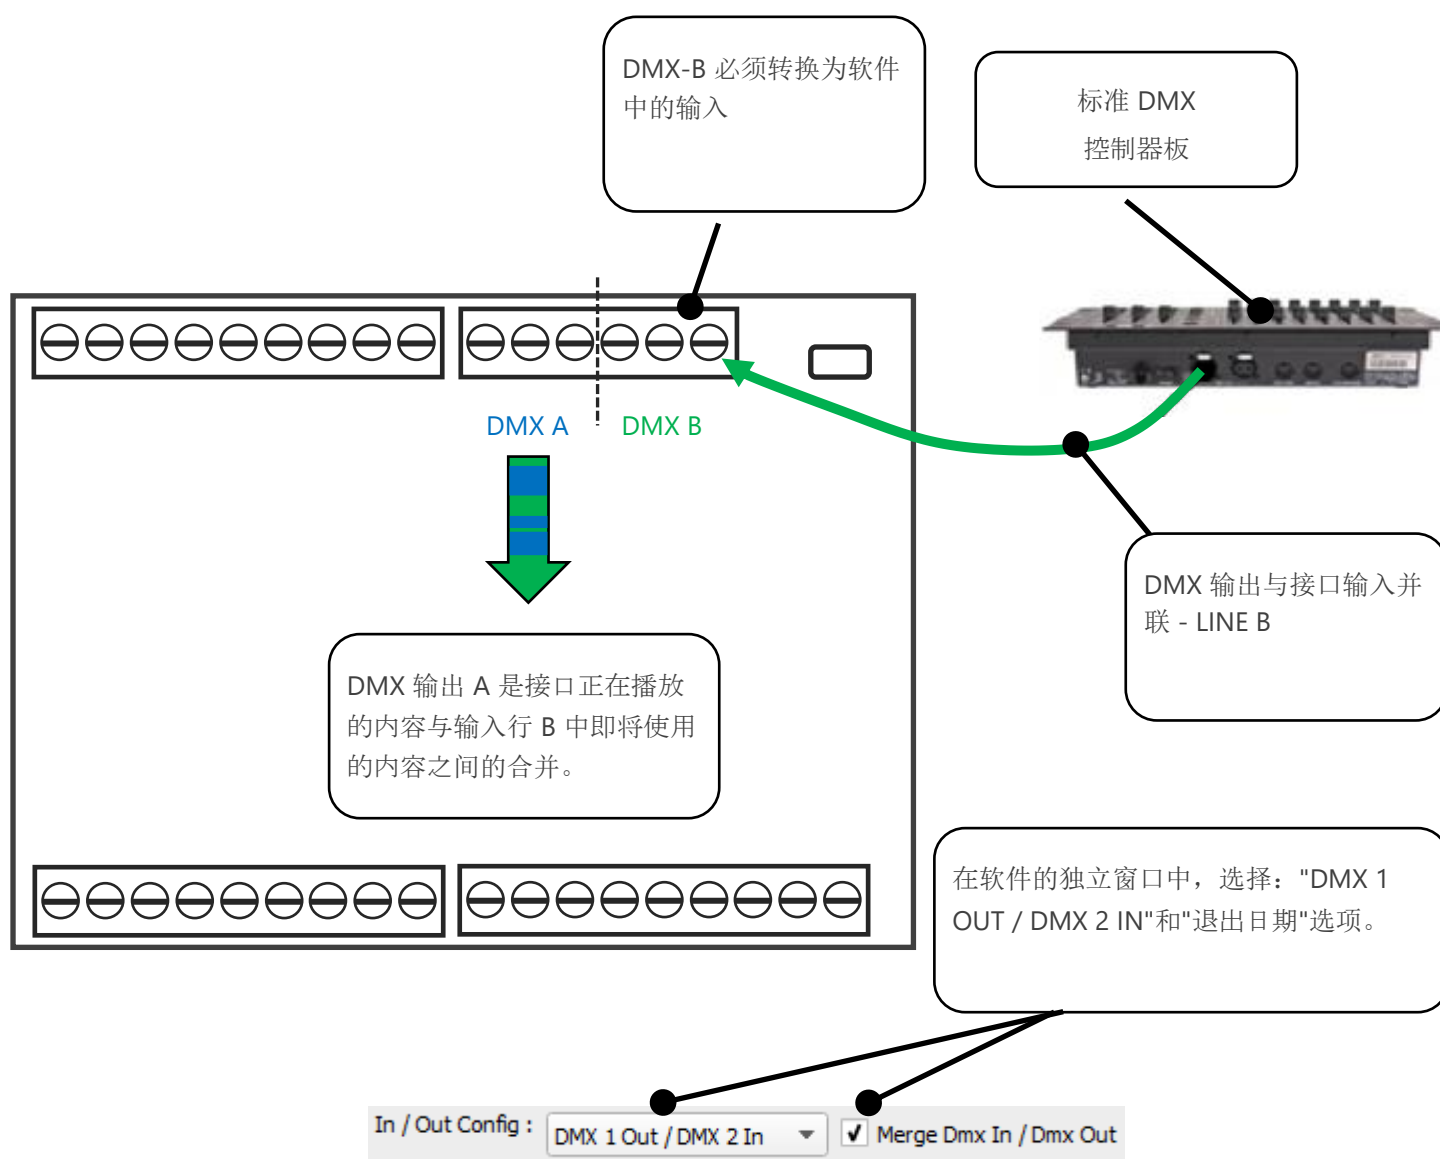 DMX-B 必须转换为软件
中的输入
标准 DMX
控制器板
DMX A
DMX B
DMX 输出与接口输入并
联 - LINE B
DMX 输出 A 是接口正在播放
的内容与输入行 B 中即将使用
的内容之间的合并。
在软件的独立窗口中，选择："DMX 1
OUT / DMX 2 IN"和"退出日期"选项。
In / Out Config : DMX 1 Out / DMX 2 In Merge Dmx In / Dmx Out